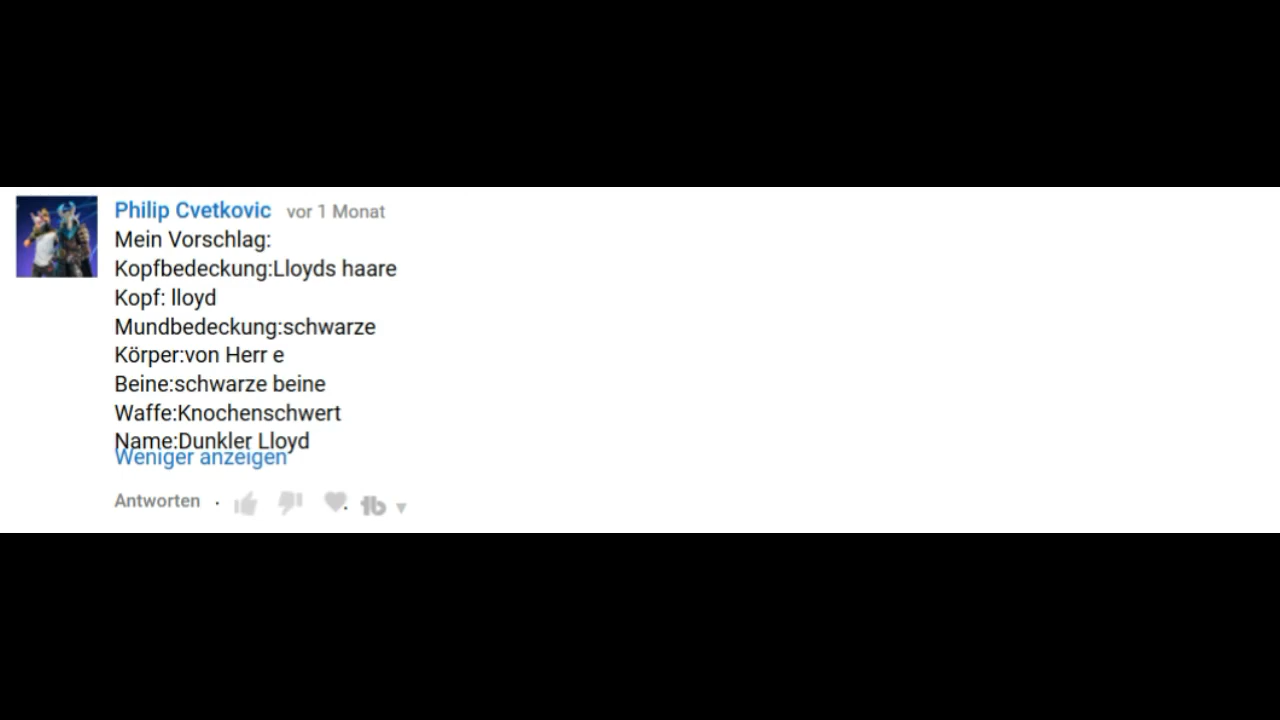 Philip Cvetkovic vor 1 Monat
Mein Vorschlag:
Kopfbedeckung:Lloyds haare
Kopf: lloyd
Mundbedeckung:schwarze
Körper:von Herr e
Beine:schwarze beine
Waffe:Knochenschwert
Name:Dunkler Lloyd
Weniger anzeigen
Antworten ·
tb